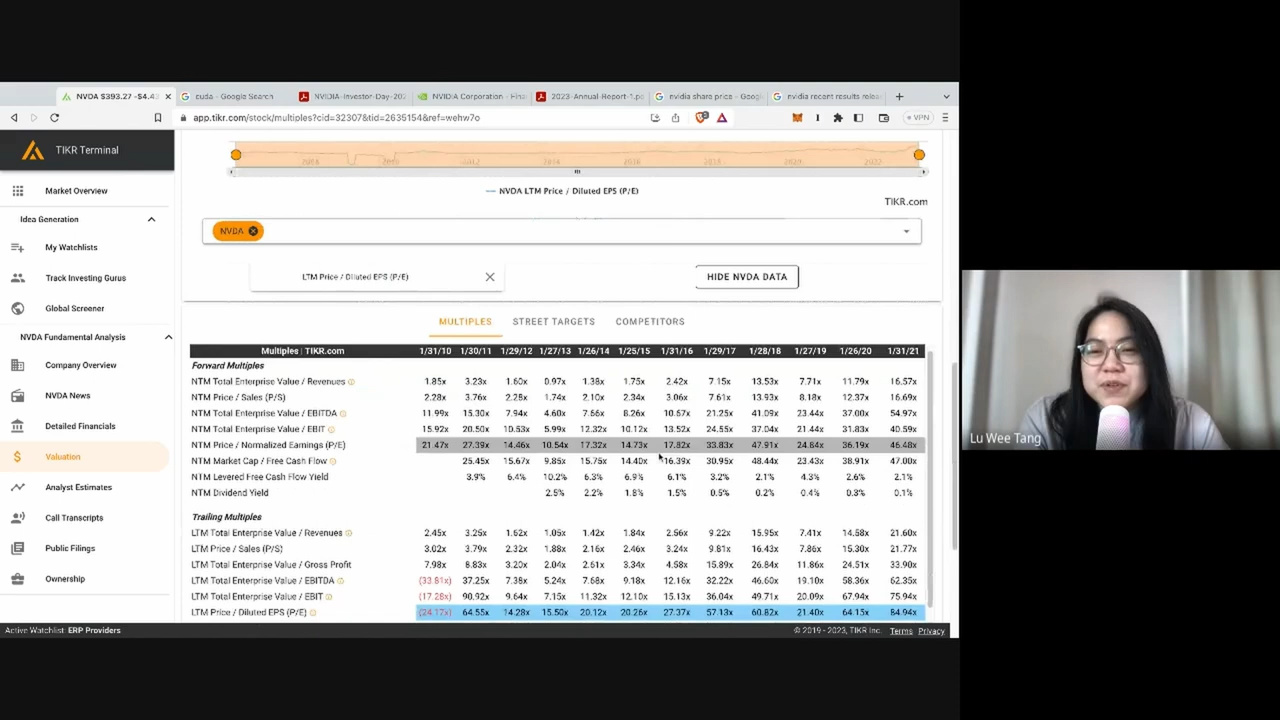 NVDA $393.27 -$4.43
cuda - Google Search
NVIDIA-Investor-Day-202
NVIDIA Corporation - Fina
2023-Annual-Report-1.p
nvidia share price - Googl
nvidia recent results relea
app.tikr.com/stock/multiples?cid=32307&tid=2635154&ref=wehw7o
VPN
TIKR Terminal
Market Overview
Idea Generation
My Watchlists
Track Investing Gurus
Global Screener
NVDA Fundamental Analysis
Company Overview
NVDA News
Detailed Financials
Valuation
Analyst Estimates
Call Transcripts
Public Filings
Ownership
NVDA LTM Price / Diluted EPS (P/E)
TIKR.com
NVDA
LTM Price / Diluted EPS (P/E)
HIDE NVDA DATA
MULTIPLES STREET TARGETS COMPETITORS
Multiples | TIKR.com 1/31/10 1/30/11 1/29/12 1/27/13 1/26/14 1/25/15 1/31/16 1/29/17 1/28/18 1/27/19 1/26/20 1/31/21
Forward Multiples
NTM Total Enterprise Value / Revenues 1.85x 3.23x 1.60x 0.97x 1.38x 1.75x 2.42x 7.15x 13.53x 7.71x 11.79x 16.57x
NTM Price / Sales (P/S) 2.28x 3.76x 2.28x 1.74x 2.10x 2.34x 3.06x 7.61x 13.93x 8.18x 12.37x 16.69x
NTM Total Enterprise Value / EBITDA 11.99x 15.30x 7.94x 4.60x 7.66x 8.26x 10.67x 21.25x 41.09x 23.44x 37.00x 54.97x
NTM Total Enterprise Value / EBIT 15.92x 20.50x 10.53x 5.99x 12.32x 10.12x 13.52x 24.55x 37.04x 21.44x 31.83x 40.59x
NTM Price / Normalized Earnings (P/E) 21.47x 27.39x 14.46x 10.54x 17.32x 14.73x 17.82x 33.83x 47.91x 24.84x 36.19x 46.48x
NTM Market Cap / Free Cash Flow 25.45x 15.67x 9.85x 15.75x 14.40x 16.39x 30.95x 48.44x 23.43x 38.91x 47.00x
NTM Levered Free Cash Flow Yield 3.9% 6.4% 10.2% 6.3% 6.9% 6.1% 3.2% 2.1% 4.3% 2.6% 2.1%
NTM Dividend Yield 2.5% 2.2% 1.8% 1.5% 0.5% 0.2% 0.4% 0.3% 0.1%
Trailing Multiples
LTM Total Enterprise Value / Revenues 2.45x 3.25x 1.62x 1.05x 1.42x 1.84x 2.56x 9.22x 15.95x 7.41x 14.58x 21.60x
LTM Price / Sales (P/S) 3.02x 3.79x 2.32x 1.88x 2.16x 2.46x 3.24x 9.81x 16.43x 7.86x 15.30x 21.77x
LTM Total Enterprise Value / Gross Profit 7.98x 8.83x 3.20x 2.04x 2.61x 3.34x 4.58x 15.89x 26.84x 11.86x 24.51x 33.90x
LTM Total Enterprise Value / EBITDA (33.81x) 37.25x 7.38x 5.24x 7.68x 9.18x 12.16x 32.22x 46.60x 19.10x 58.36x 62.35x
LTM Total Enterprise Value / EBIT (17.28x) 90.92x 9.64x 7.15x 11.32x 12.10x 15.13x 36.04x 49.71x 20.09x 67.94x 75.94x
LTM Price / Diluted EPS (P/E) (24.17x) 64.55x 14.28x 15.50x 20.12x 20.26x 27.37x 57.13x 60.82x 21.40x 64.15x 84.94x
Active Watchlist: ERP Providers
© 2019 - 2023, TIKR Inc. Terms Privacy
Lu Wee Tang